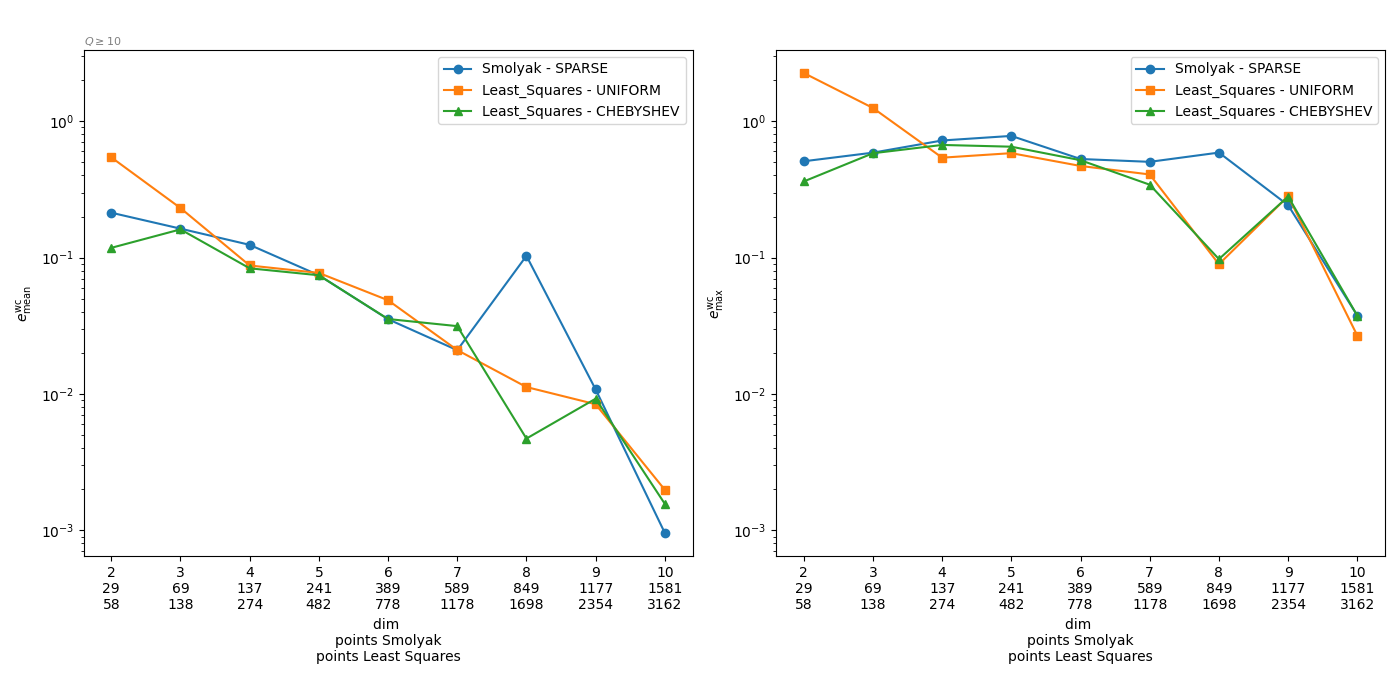 Q ≥ 10
Smolyak - SPARSE
Least_Squares - UNIFORM
Least_Squares - CHEBYSHEV
10⁰
10⁻¹
10⁻²
10⁻³
e^wc_mean
2 3 4 5 6 7 8 9 10
29 69 137 241 389 589 849 1177 1581
58 138 274 482 778 1178 1698 2354 3162
dim
points Smolyak
points Least Squares
Smolyak - SPARSE
Least_Squares - UNIFORM
Least_Squares - CHEBYSHEV
10⁰
10⁻¹
10⁻²
10⁻³
e^wc_max
2 3 4 5 6 7 8 9 10
29 69 137 241 389 589 849 1177 1581
58 138 274 482 778 1178 1698 2354 3162
dim
points Smolyak
points Least Squares